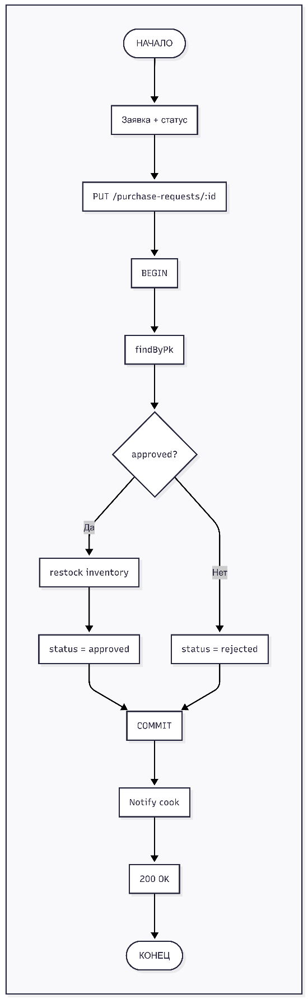 НАЧАЛО
Заявка + статус
PUT /purchase-requests/:id
BEGIN
findByPk
approved?
Да
restock inventory
Нет
status = approved
status = rejected
COMMIT
Notify cook
200 OK
КОНЕЦ